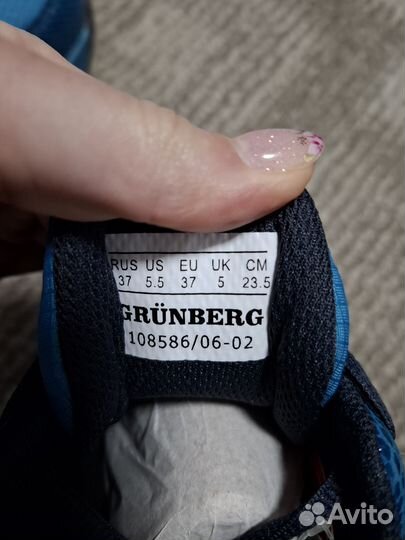 RUS US EU UK CM
37 5.5 37 5 23.5
GRÜNBERG
108586/06-02
Avito